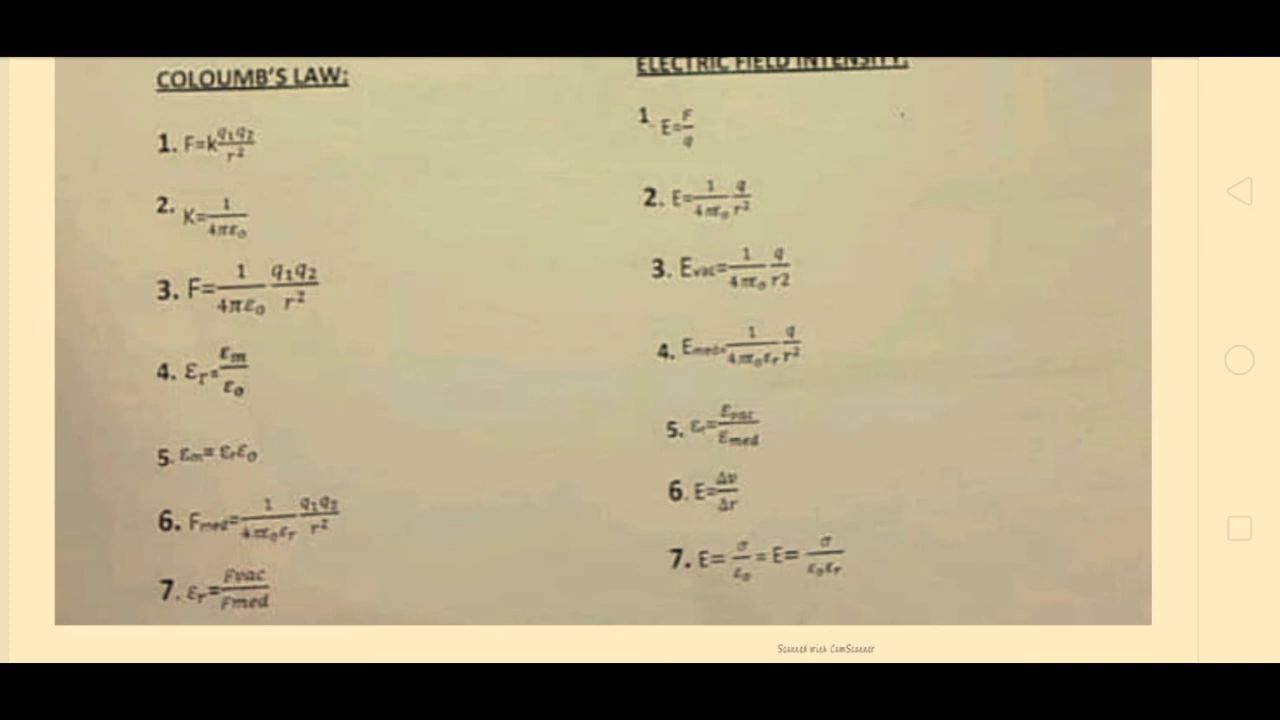 COLOUMB'S LAW:
1. F=k q₁q₂/r²
2. K= 1/4πε₀
3. F= 1/4πε₀ q₁q₂/r²
4. εᵣ= εₘ/ε₀
5. εₘ= εᵣε₀
6. Fmed= 1/4πε₀εᵣ q₁q₂/r²
7. εᵣ= Fvac/Fmed
ELECTRIC FIELD INTENSITY:
1. E= F/q
2. E= 1/4πε₀ q/r²
3. Evac= 1/4πε₀ q/r2
4. Emed= 1/4πε₀εᵣ q/r²
5. εᵣ= Evac/Emed
6. E= Δv/Δr
7. E= σ/ε₀ = E= σ/ε₀εᵣ
Scanned with CamScanner